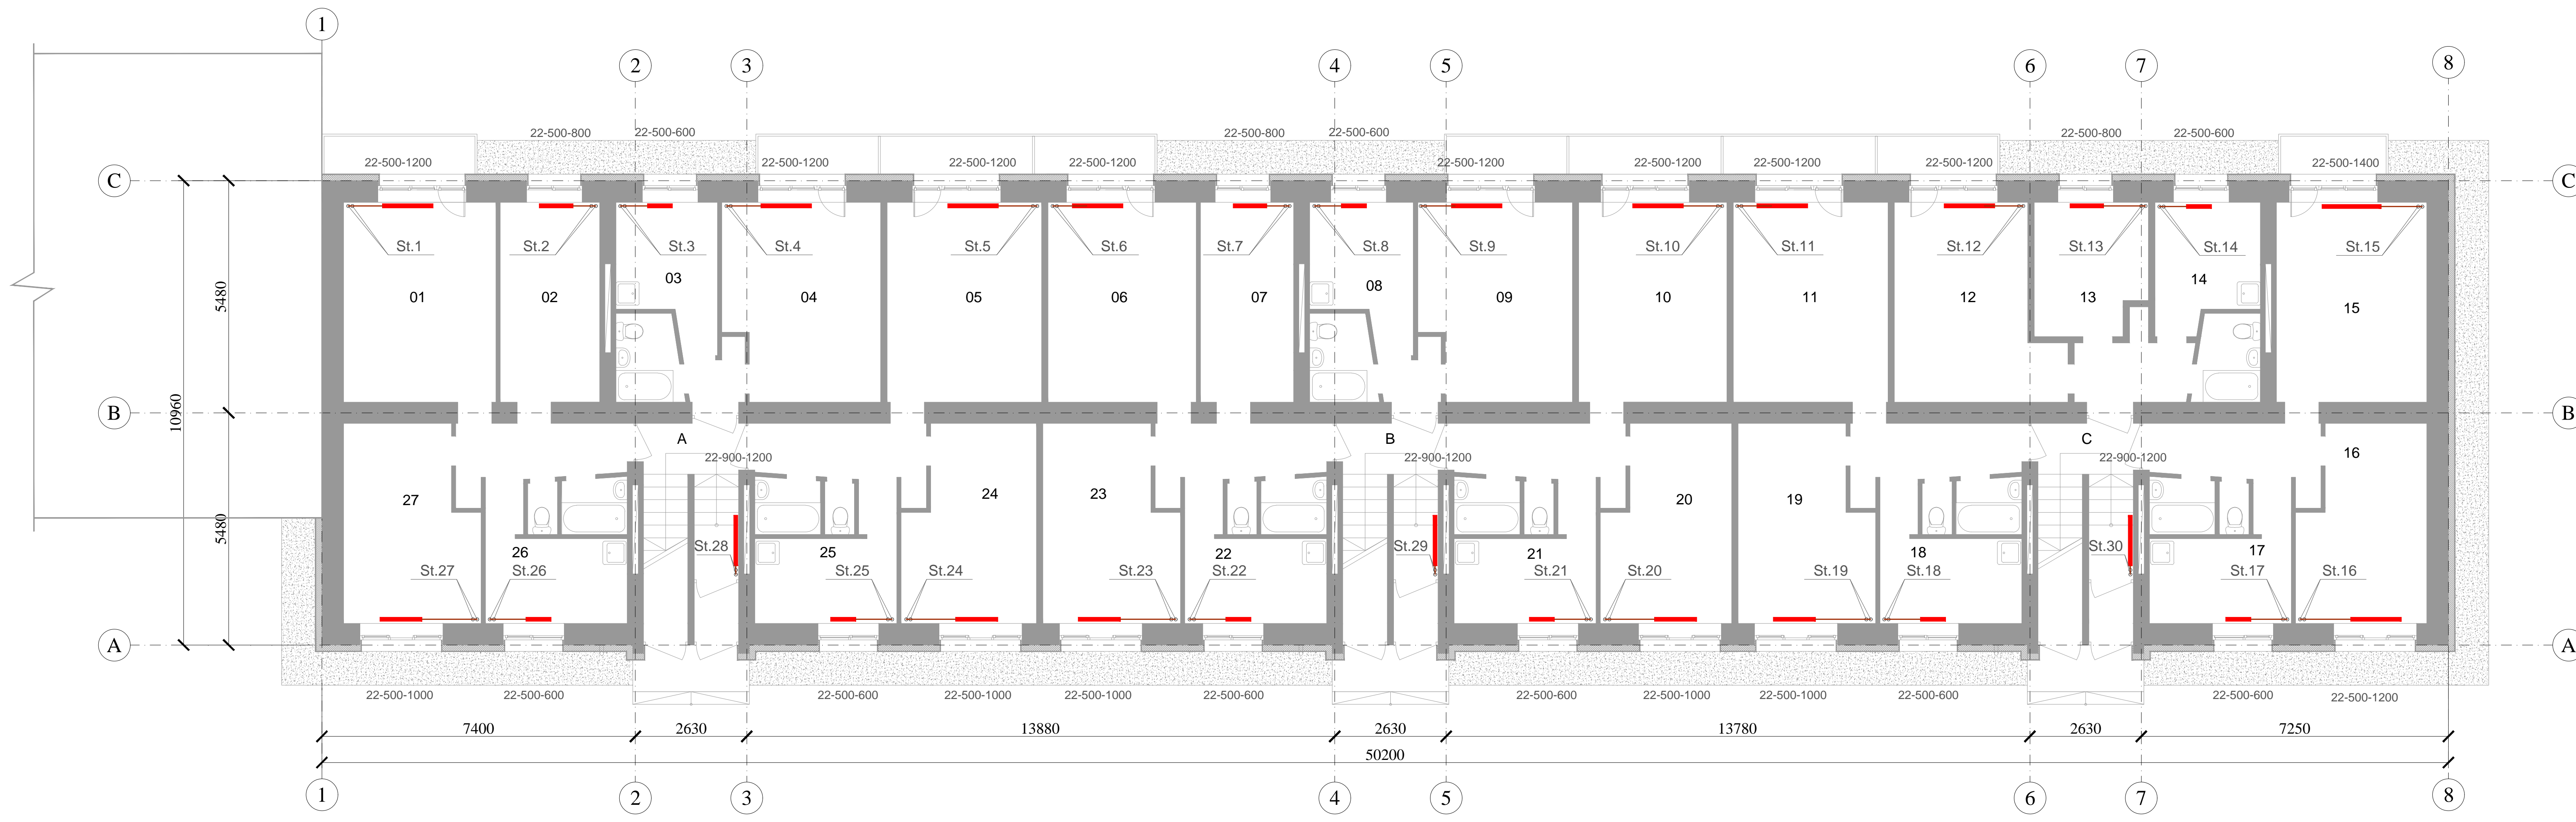 1
2 3 4 5 6 7 8
22-500-800 22-500-600 22-500-800 22-500-600 22-500-800 22-500-600
22-500-1200 22-500-1200 22-500-1200 22-500-1200 22-500-1200 22-500-1200 22-500-1200 22-500-1200 22-500-1400
C C
St.1 St.2 St.3 St.4 St.5 St.6 St.7 St.8 St.9 St.10 St.11 St.12 St.13 St.14 St.15
03 08 14
01 02 04 05 06 07 09 10 11 12 13 15
5480
10960
B B
A B C
22-900-1200 22-900-1200 22-900-1200
16
27 24 23 20 19
5480
St.28 St.29 St.30
26 25 22 21 18 17
St.27 St.26 St.25 St.24 St.23 St.22 St.21 St.20 St.19 St.18 St.17 St.16
A A
22-500-1000 22-500-600 22-500-600 22-500-1000 22-500-1000 22-500-600 22-500-600 22-500-1000 22-500-1000 22-500-600 22-500-600 22-500-1200
7400 2630 13880 2630 13780 2630 7250
50200
1 2 3 4 5 6 7 8